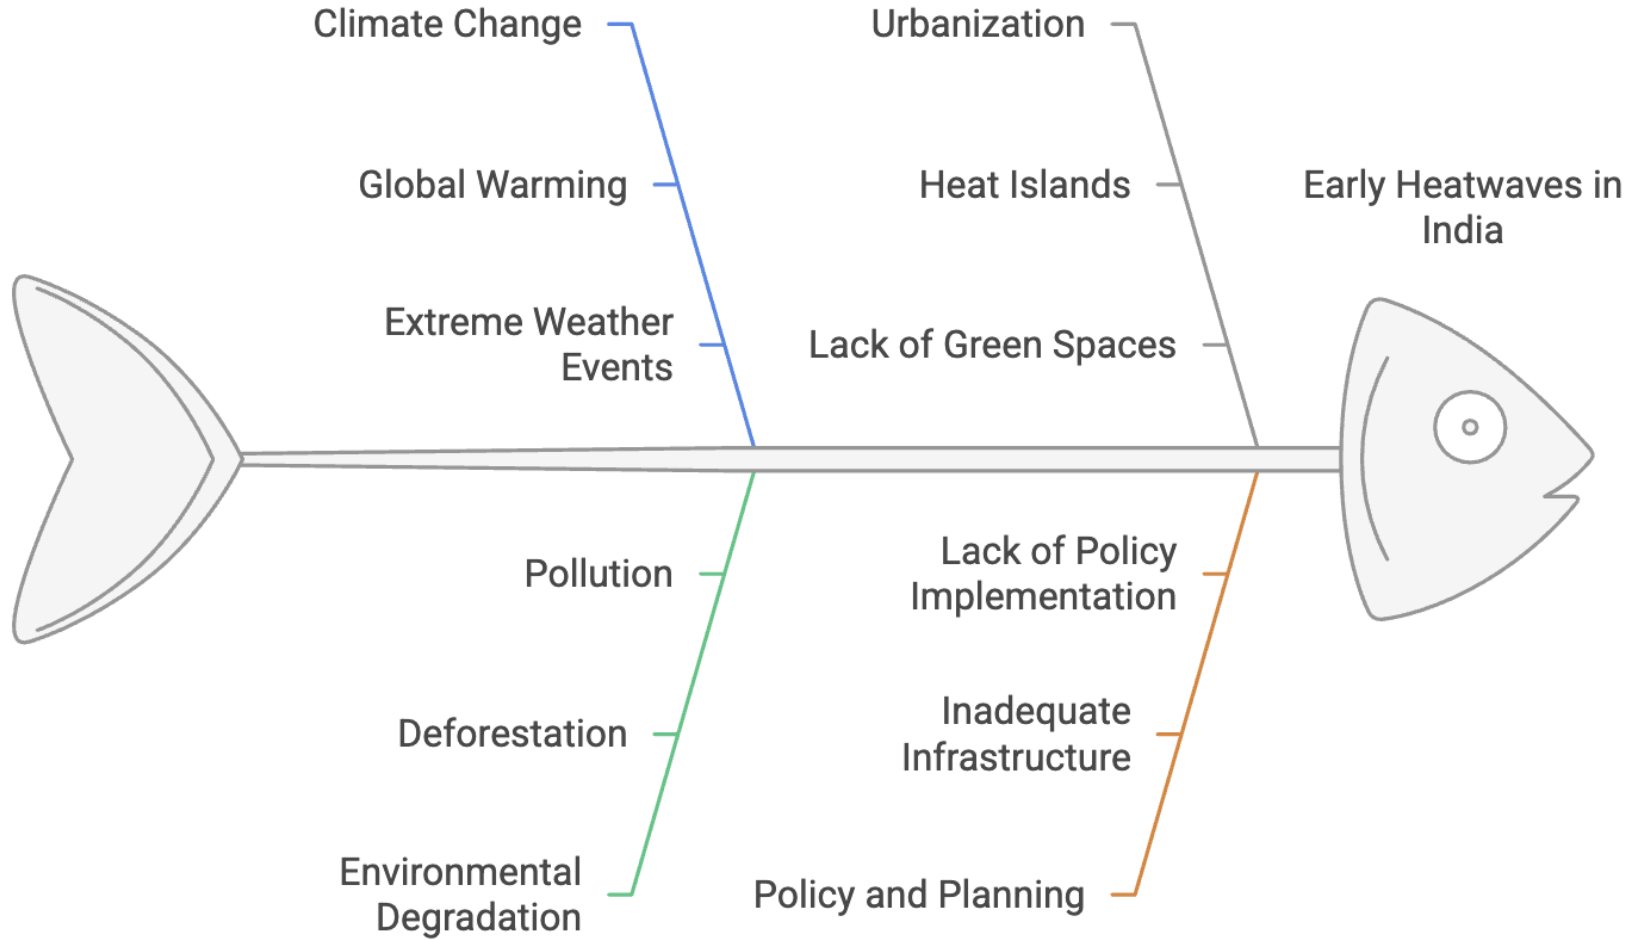 Climate Change
Global Warming
Extreme Weather
Events
Urbanization
Heat Islands
Lack of Green Spaces
Early Heatwaves in
India
Pollution
Deforestation
Environmental
Degradation
Lack of Policy
Implementation
Inadequate
Infrastructure
Policy and Planning